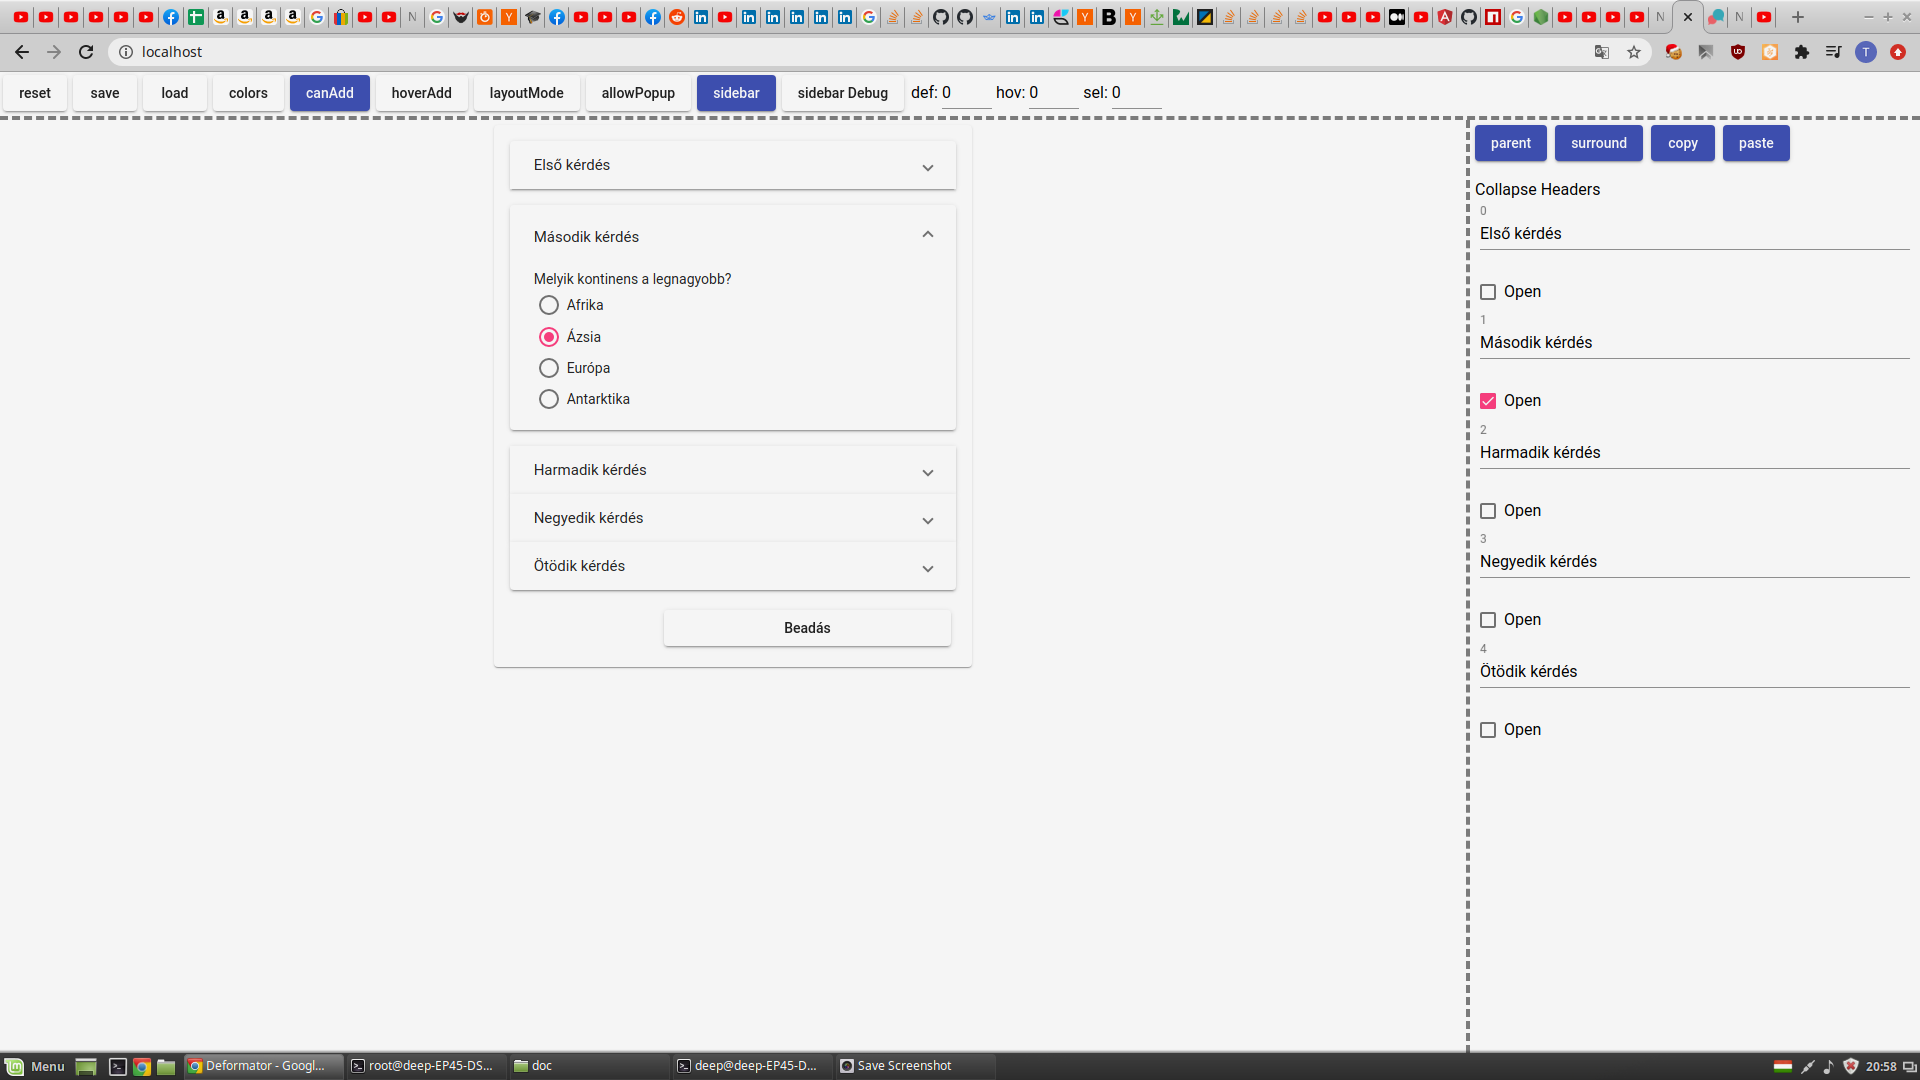 localhost
T
reset save load colors canAdd hoverAdd layoutMode allowPopup sidebar sidebar Debug def: 0 hov: 0 sel: 0
Első kérdés
Második kérdés
Melyik kontinens a legnagyobb?
Afrika
Ázsia
Európa
Antarktika
Harmadik kérdés
Negyedik kérdés
Ötödik kérdés
Beadás
parent surround copy paste
Collapse Headers
0
Első kérdés
Open
1
Második kérdés
Open
2
Harmadik kérdés
Open
3
Negyedik kérdés
Open
4
Ötödik kérdés
Open
Menu Deformator - Googl... root@deep-EP45-DS... doc deep@deep-EP45-D... Save Screenshot 20:58